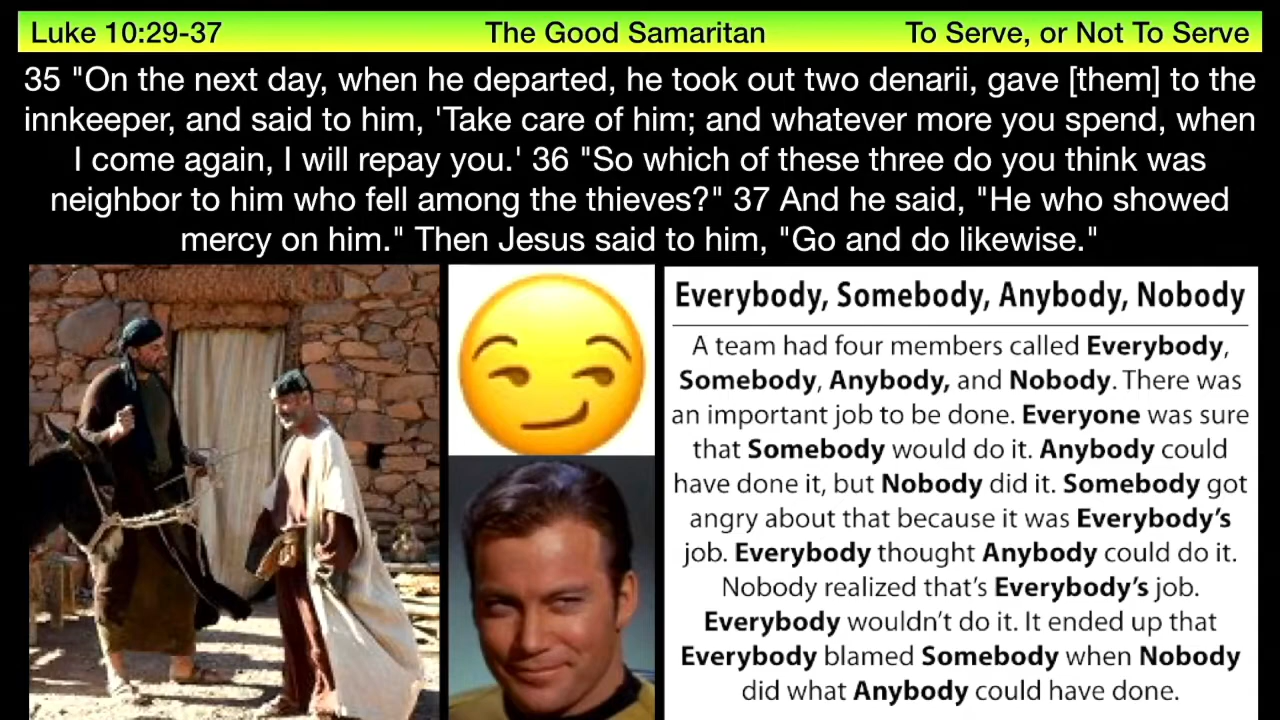 Luke 10:29-37 The Good Samaritan To Serve, or Not To Serve
35 "On the next day, when he departed, he took out two denarii, gave [them] to the
innkeeper, and said to him, 'Take care of him; and whatever more you spend, when
I come again, I will repay you.' 36 "So which of these three do you think was
neighbor to him who fell among the thieves?" 37 And he said, "He who showed
mercy on him." Then Jesus said to him, "Go and do likewise."
Everybody, Somebody, Anybody, Nobody
A team had four members called Everybody,
Somebody, Anybody, and Nobody. There was
an important job to be done. Everyone was sure
that Somebody would do it. Anybody could
have done it, but Nobody did it. Somebody got
angry about that because it was Everybody's
job. Everybody thought Anybody could do it.
Nobody realized that's Everybody's job.
Everybody wouldn't do it. It ended up that
Everybody blamed Somebody when Nobody
did what Anybody could have done.